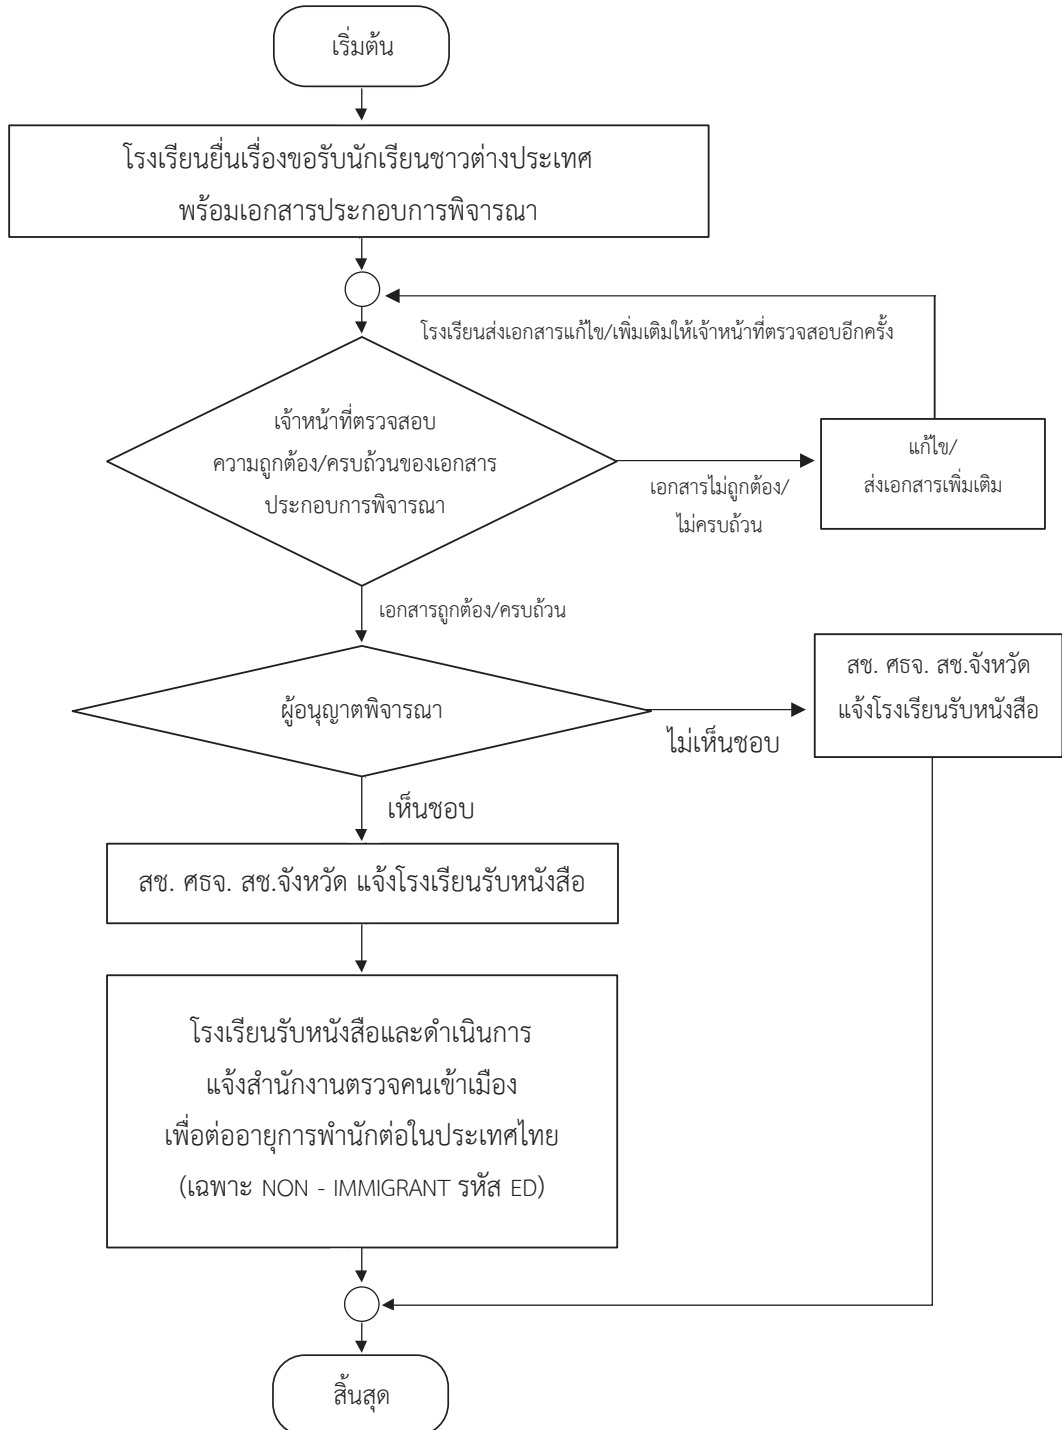 เริ่มต้น
โรงเรียนยื่นเรื่องขอรับนักเรียนชาวต่างประเทศ
พร้อมเอกสารประกอบการพิจารณา
โรงเรียนส่งเอกสารแก้ไข/เพิ่มเติมให้เจ้าหน้าที่ตรวจสอบอีกครั้ง
เจ้าหน้าที่ตรวจสอบ
ความถูกต้อง/ครบถ้วนของเอกสาร
ประกอบการพิจารณา
เอกสารไม่ถูกต้อง/
ไม่ครบถ้วน
แก้ไข/
ส่งเอกสารเพิ่มเติม
เอกสารถูกต้อง/ครบถ้วน
ผู้อนุญาตพิจารณา
ไม่เห็นชอบ
สช. ศธจ. สช.จังหวัด
แจ้งโรงเรียนรับหนังสือ
เห็นชอบ
สช. ศธจ. สช.จังหวัด แจ้งโรงเรียนรับหนังสือ
โรงเรียนรับหนังสือและดำเนินการ
แจ้งสำนักงานตรวจคนเข้าเมือง
เพื่อต่ออายุการพำนักต่อในประเทศไทย
(เฉพาะ NON - IMMIGRANT รหัส ED)
สิ้นสุด